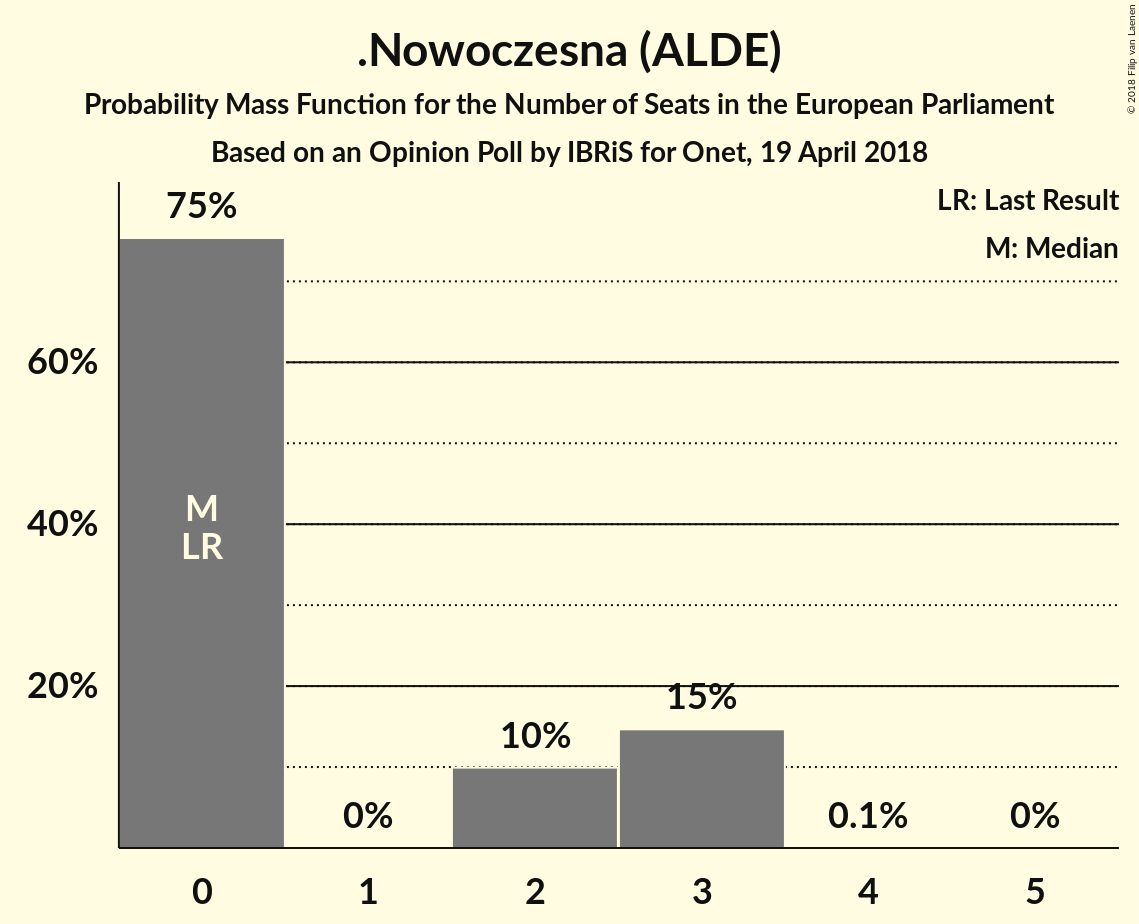 .Nowoczesna (ALDE)
Probability Mass Function for the Number of Seats in the European Parliament
Based on an Opinion Poll by IBRiS for Onet, 19 April 2018
© 2018 Filip van Laenen
LR: Last Result
M: Median
75%
60%
40%
20%
M
LR
0%
10%
15%
0.1%
0%
0 1 2 3 4 5